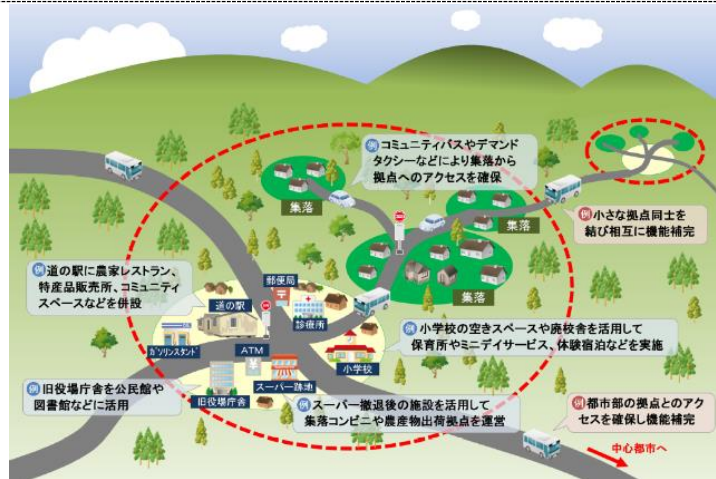 例 コミュニティバスやデマンド
タクシーなどにより集落から
拠点へのアクセスを確保
集落
集落
集落
例 小さな拠点同士を
結び相互に機能補完
例 道の駅に農家レストラン、
特産品販売所、コミュニティ
スペースなどを併設
郵便局
道の駅
診療所
ガソリンスタンド
ATM
小学校
例 小学校の空きスペースや廃校舎を活用して
保育所やミニデイサービス、体験宿泊などを実施
例 旧役場庁舎を公民館や
図書館などに活用
旧役場庁舎
スーパー跡地
例 スーパー撤退後の施設を活用して
集落コンビニや農産物出荷拠点を運営
例 都市部の拠点とのアク
セスを確保し機能補完
中心都市へ